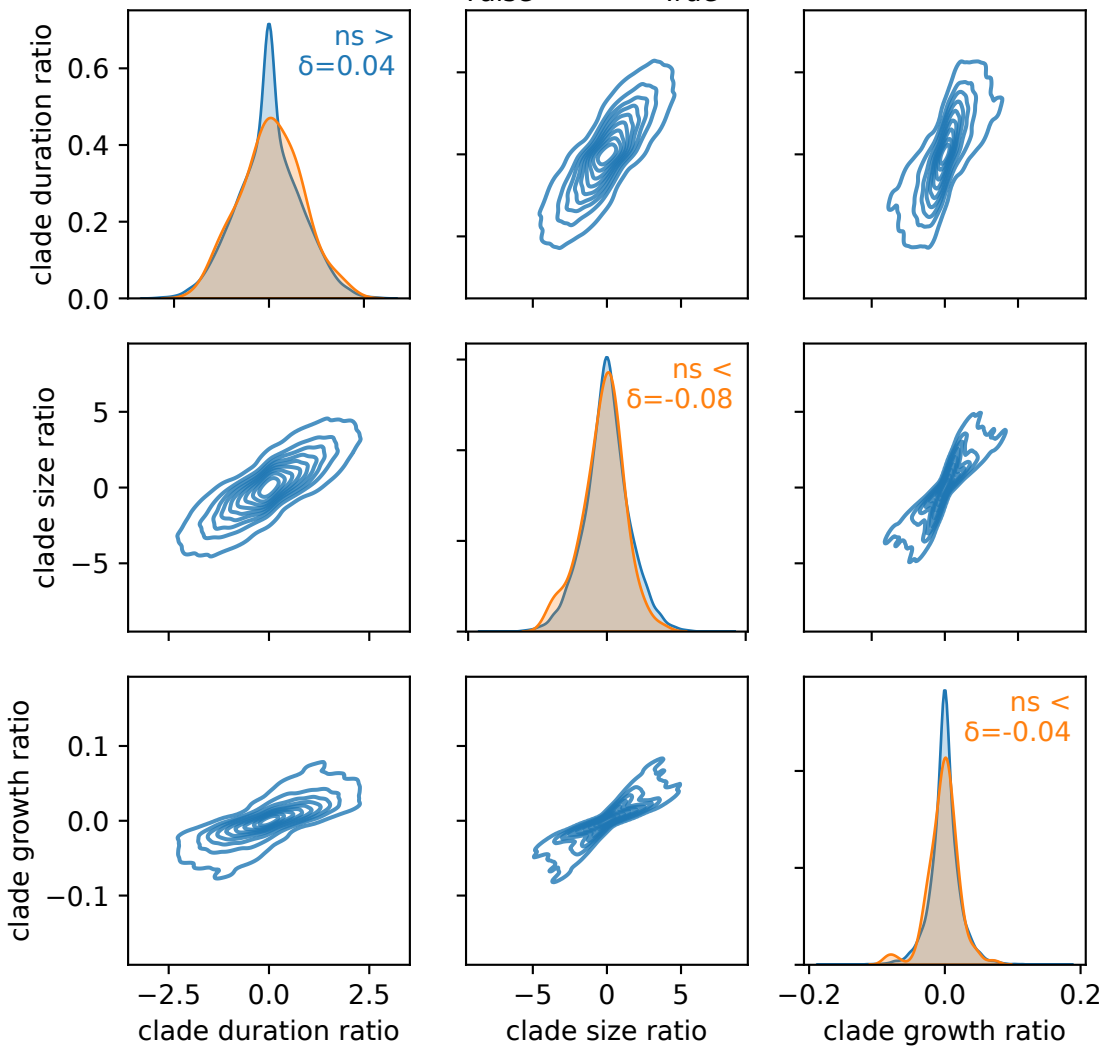 clade duration ratio
0.6
0.4
0.2
0.0
ns >
δ=0.04
clade size ratio
5
0
−5
ns <
δ=-0.08
clade growth ratio
0.1
0.0
−0.1
ns <
δ=-0.04
−2.5 0.0 2.5
−5 0 5
−0.2 0.0 0.2
clade duration ratio
clade size ratio
clade growth ratio